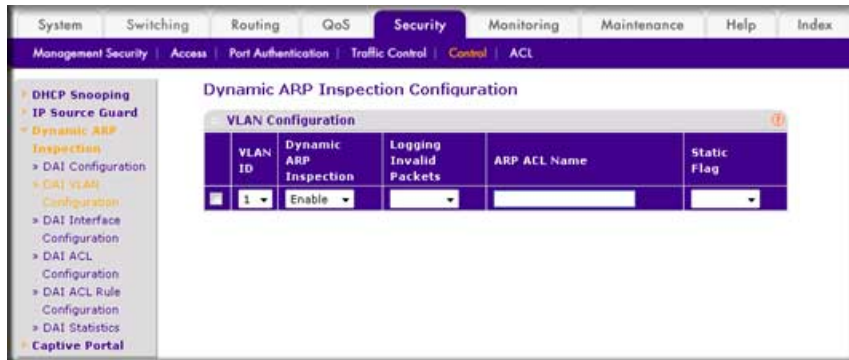 System Switching Routing QoS Security Monitoring Maintenance Help Index
Management Security | Access | Port Authentication | Traffic Control | Control | ACL
DHCP Snooping
IP Source Guard
Dynamic ARP
Inspection
» DAI Configuration
» DAI VLAN
Configuration
» DAI Interface
Configuration
» DAI ACL
Configuration
» DAI ACL Rule
Configuration
» DAI Statistics
Captive Portal
Dynamic ARP Inspection Configuration
VLAN Configuration ?
VLAN
ID
Dynamic
ARP
Inspection
Logging
Invalid
Packets
ARP ACL Name
Static
Flag
1 Enable